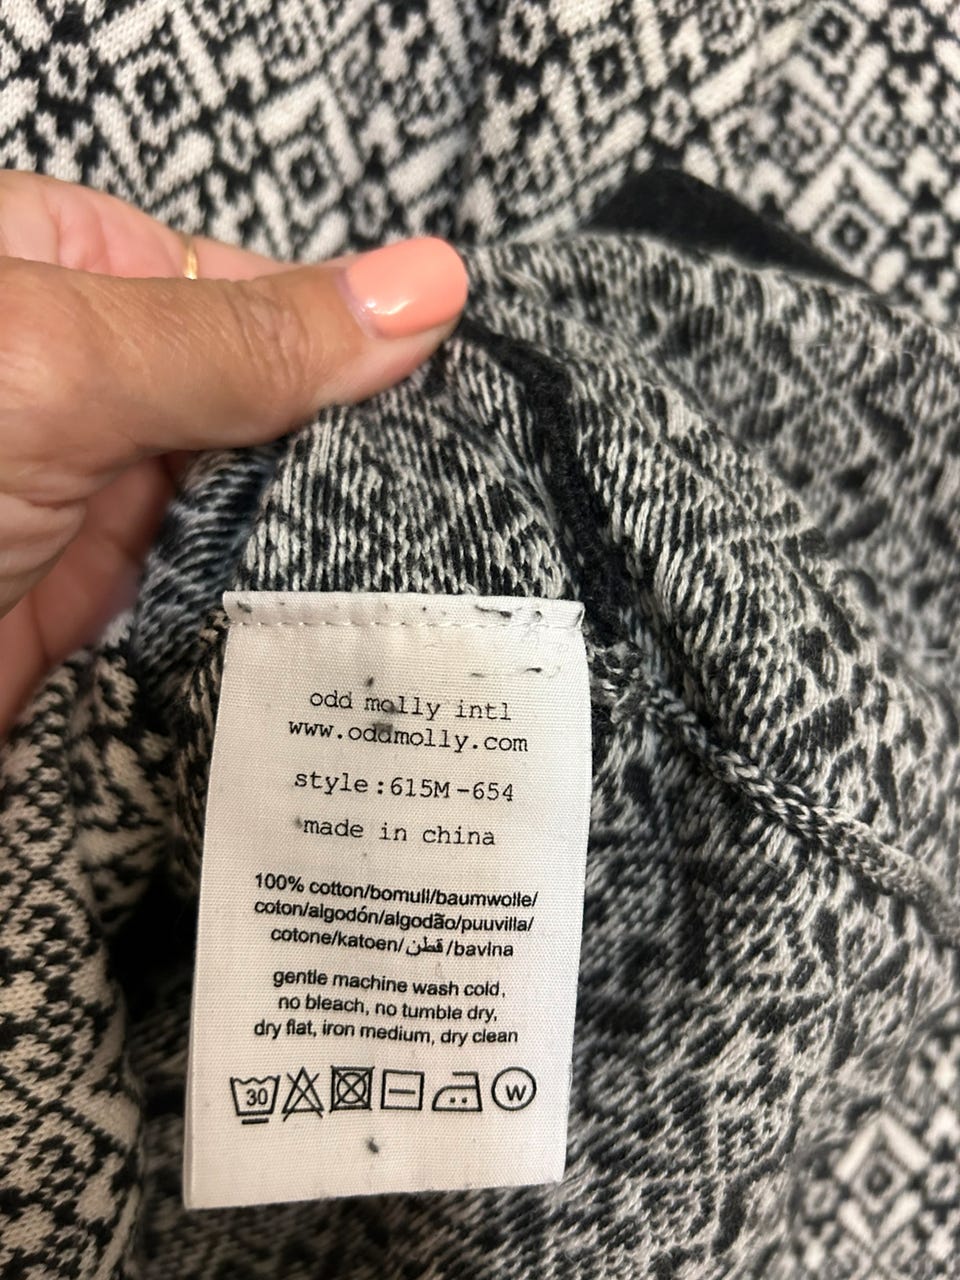 odd molly intl
www.oddmolly.com
style:615M-654
made in china
100% cotton/bomull/baumwolle/
coton/algodón/algodão/puuvilla/
cotone/katoen/قطن/bavlna
gentle machine wash cold,
no bleach, no tumble dry,
dry flat, iron medium, dry clean
30 W